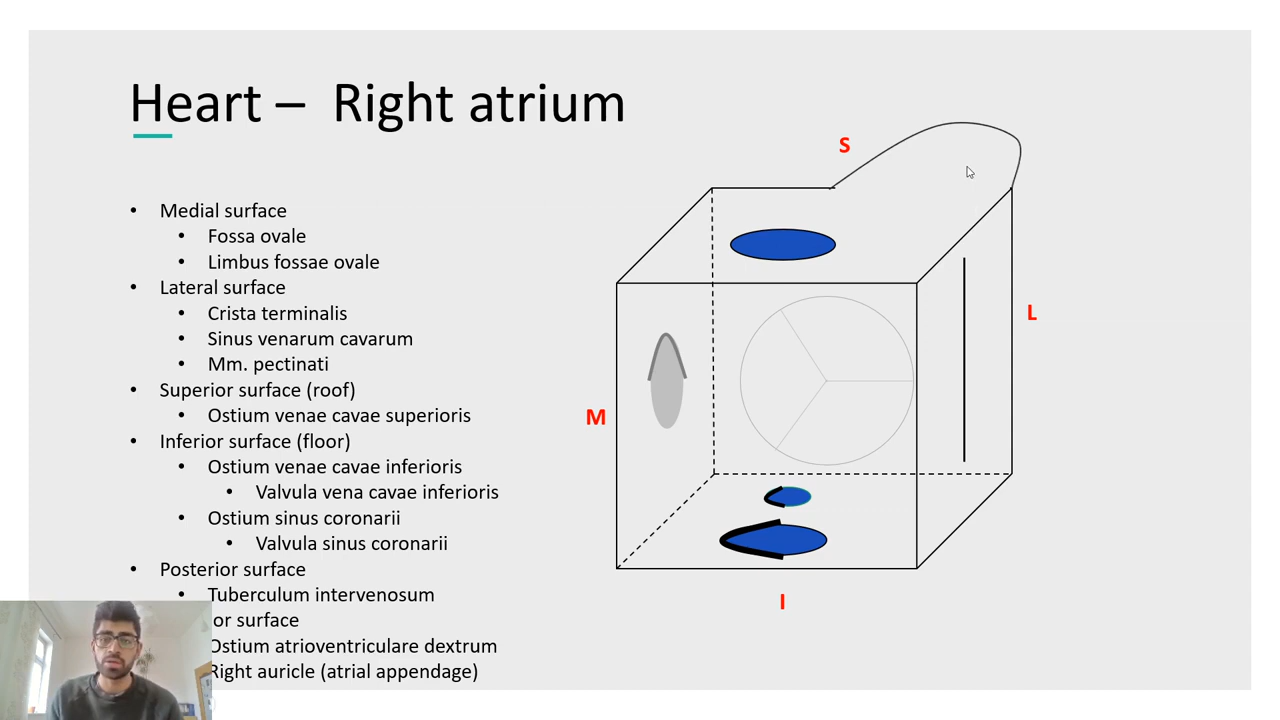 Heart – Right atrium
• Medial surface
• Fossa ovale
• Limbus fossae ovale
• Lateral surface
• Crista terminalis
• Sinus venarum cavarum
• Mm. pectinati
• Superior surface (roof)
• Ostium venae cavae superioris
• Inferior surface (floor)
• Ostium venae cavae inferioris
• Valvula vena cavae inferioris
• Ostium sinus coronarii
• Valvula sinus coronarii
• Posterior surface
Tuberculum intervenosum
or surface
Ostium atrioventriculare dextrum
Right auricle (atrial appendage)
S
L
M
I